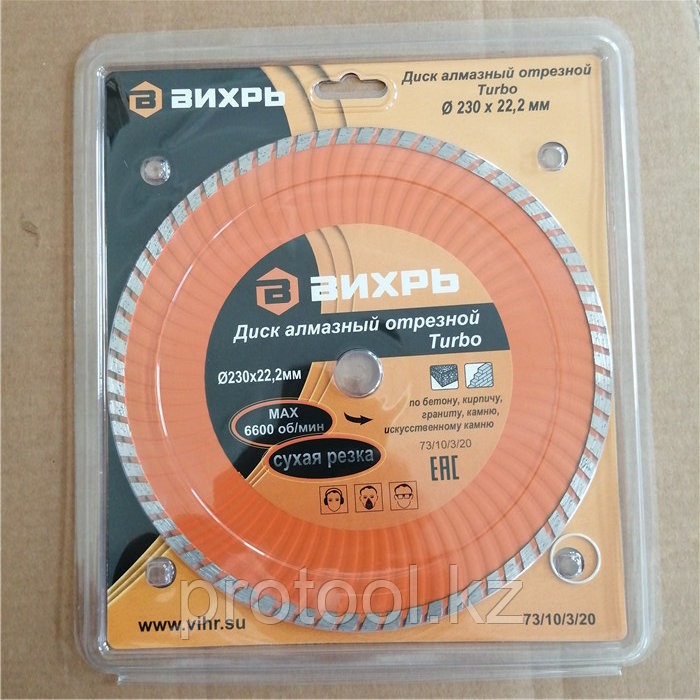 ВИХРЬ
Диск алмазный отрезной
Turbo
Ø 230 х 22,2 мм
ВИХРЬ
Диск алмазный отрезной
Turbo
Ø230х22,2мм
MAX
6600 об/мин
сухая резка
по бетону, кирпичу,
граниту, камню,
искусственному камню
73/10/3/20
EAC
protool.kz
www.vihr.su
73/10/3/20